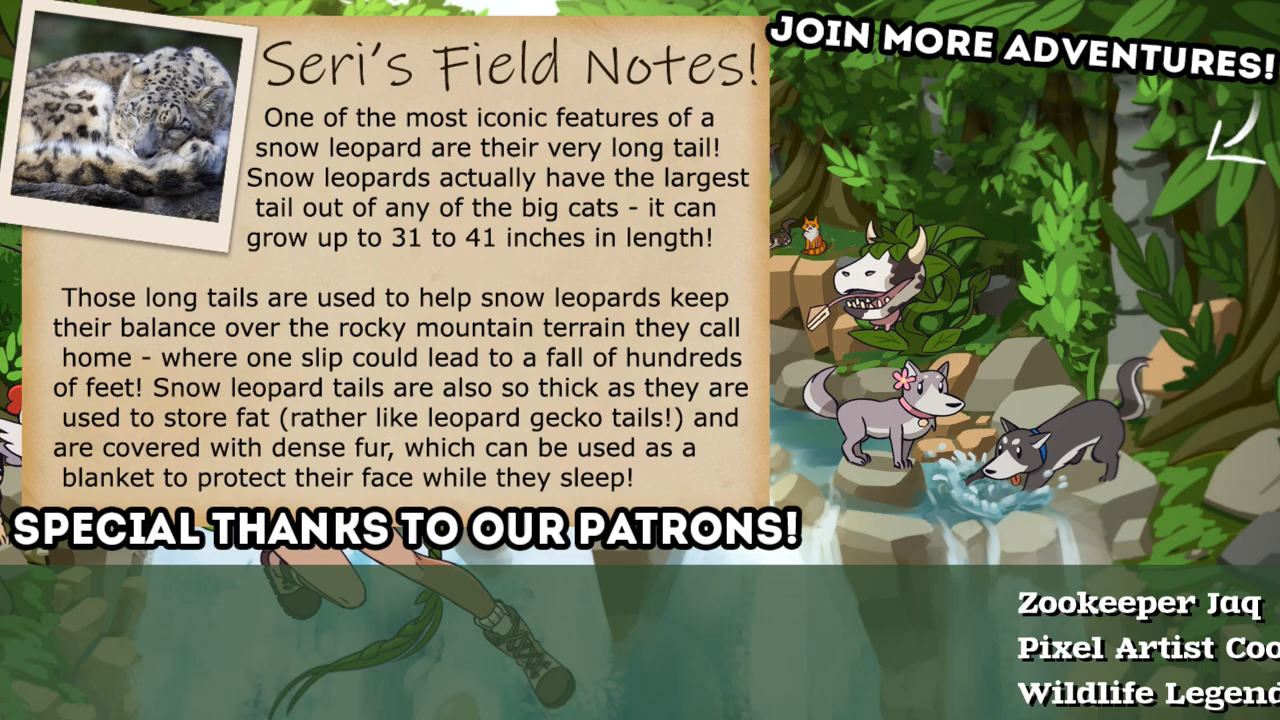 Seri's Field Notes!
One of the most iconic features of a
snow leopard are their very long tail!
Snow leopards actually have the largest
tail out of any of the big cats - it can
grow up to 31 to 41 inches in length!
Those long tails are used to help snow leopards keep
their balance over the rocky mountain terrain they call
home - where one slip could lead to a fall of hundreds
of feet! Snow leopard tails are also so thick as they are
used to store fat (rather like leopard gecko tails!) and
are covered with dense fur, which can be used as a
blanket to protect their face while they sleep!
JOIN MORE ADVENTURES!
SPECIAL THANKS TO OUR PATRONS!
Zookeeper Jaq
Pixel Artist Coo
Wildlife Legend